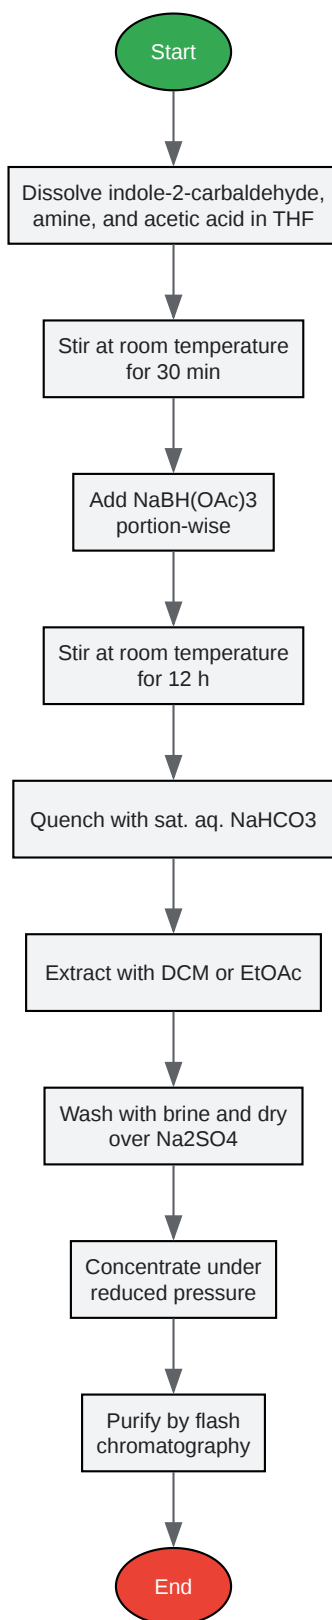 Start
Dissolve indole-2-carbaldehyde,
amine, and acetic acid in THF
Stir at room temperature
for 30 min
Add NaBH(OAc)3
portion-wise
Stir at room temperature
for 12 h
Quench with sat. aq. NaHCO3
Extract with DCM or EtOAc
Wash with brine and dry
over Na2SO4
Concentrate under
reduced pressure
Purify by flash
chromatography
End